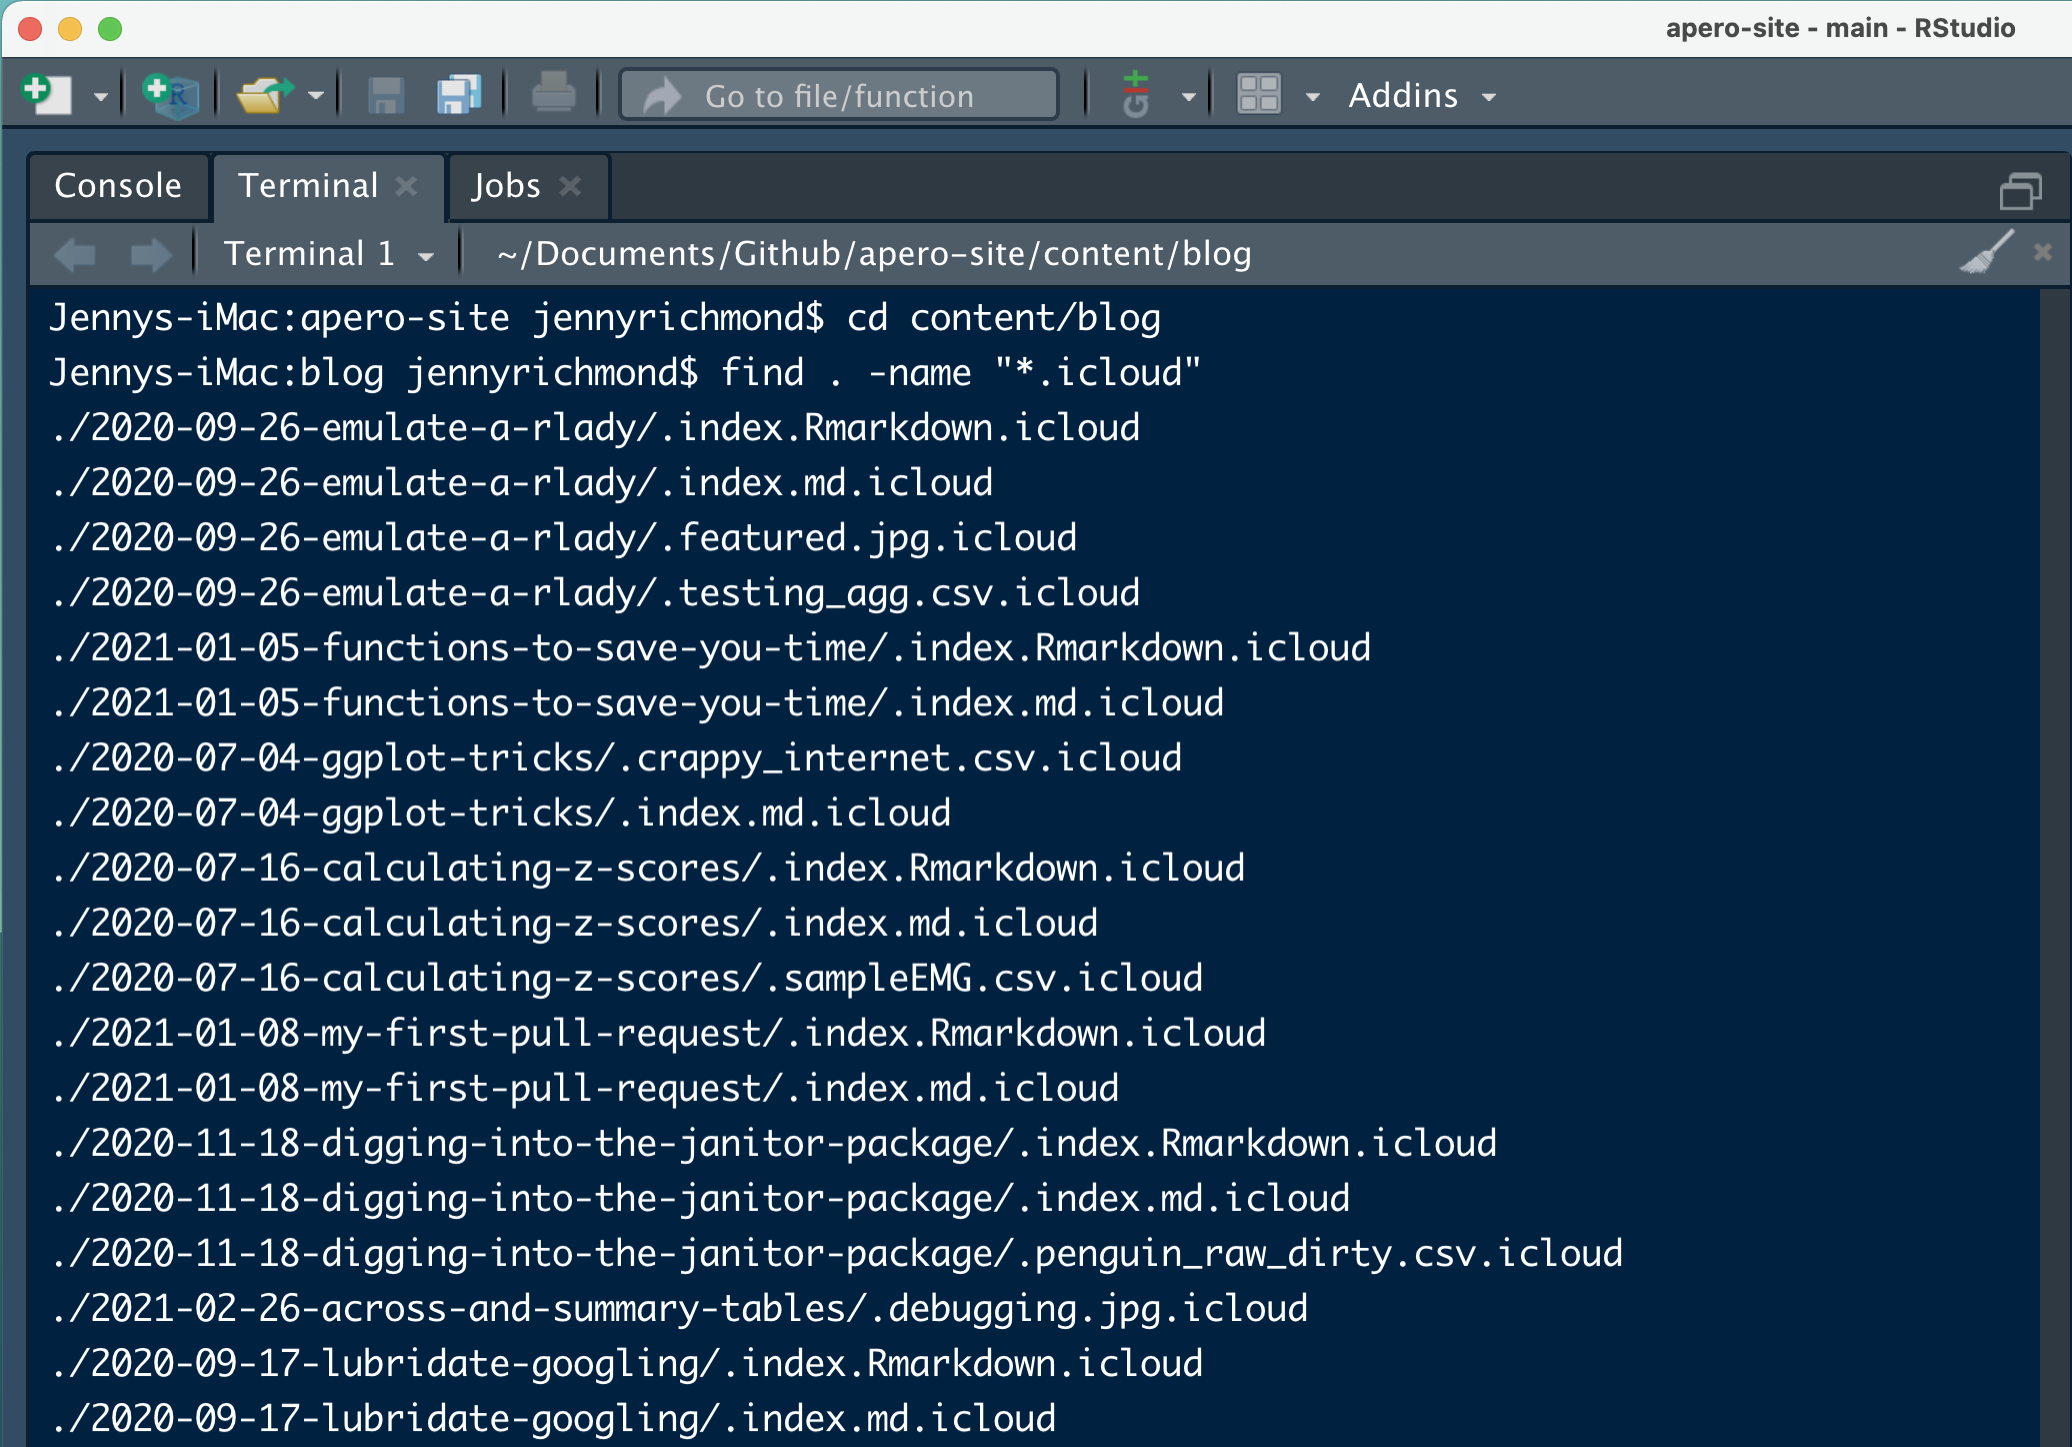 apero-site - main - RStudio
Go to file/function
Addins
Console Terminal Jobs
Terminal 1 ~/Documents/Github/apero-site/content/blog
Jennys-iMac:apero-site jennyrichmond$ cd content/blog
Jennys-iMac:blog jennyrichmond$ find . -name "*.icloud"
./2020-09-26-emulate-a-rlady/.index.Rmarkdown.icloud
./2020-09-26-emulate-a-rlady/.index.md.icloud
./2020-09-26-emulate-a-rlady/.featured.jpg.icloud
./2020-09-26-emulate-a-rlady/.testing_agg.csv.icloud
./2021-01-05-functions-to-save-you-time/.index.Rmarkdown.icloud
./2021-01-05-functions-to-save-you-time/.index.md.icloud
./2020-07-04-ggplot-tricks/.crappy_internet.csv.icloud
./2020-07-04-ggplot-tricks/.index.md.icloud
./2020-07-16-calculating-z-scores/.index.Rmarkdown.icloud
./2020-07-16-calculating-z-scores/.index.md.icloud
./2020-07-16-calculating-z-scores/.sampleEMG.csv.icloud
./2021-01-08-my-first-pull-request/.index.Rmarkdown.icloud
./2021-01-08-my-first-pull-request/.index.md.icloud
./2020-11-18-digging-into-the-janitor-package/.index.Rmarkdown.icloud
./2020-11-18-digging-into-the-janitor-package/.index.md.icloud
./2020-11-18-digging-into-the-janitor-package/.penguin_raw_dirty.csv.icloud
./2021-02-26-across-and-summary-tables/.debugging.jpg.icloud
./2020-09-17-lubridate-googling/.index.Rmarkdown.icloud
./2020-09-17-lubridate-googling/.index.md.icloud